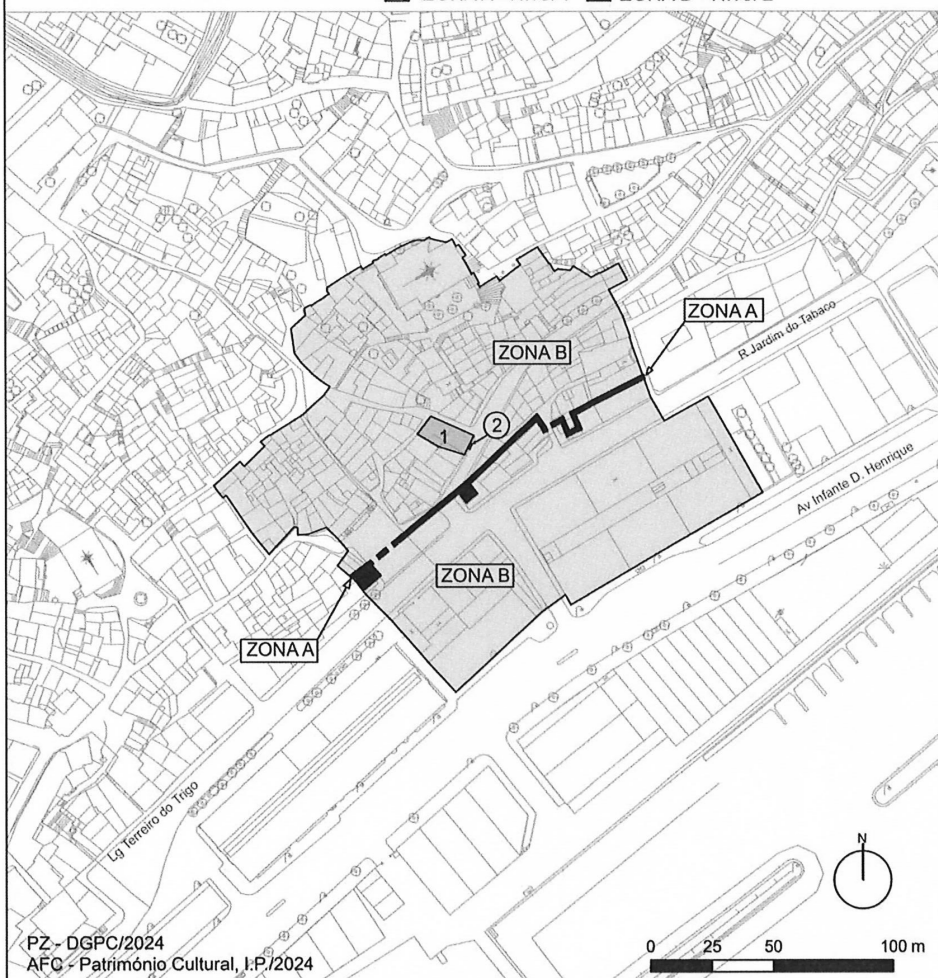 ZONA A
R Jardim do Tabaco
ZONA B
2
1
Av Infante D. Henrique
ZONA B
ZONA A
Lg Terreiro do Trigo
N
PZ - DGPC/2024
AFC - Património Cultural, I.P./2024
0 25 50 100 m